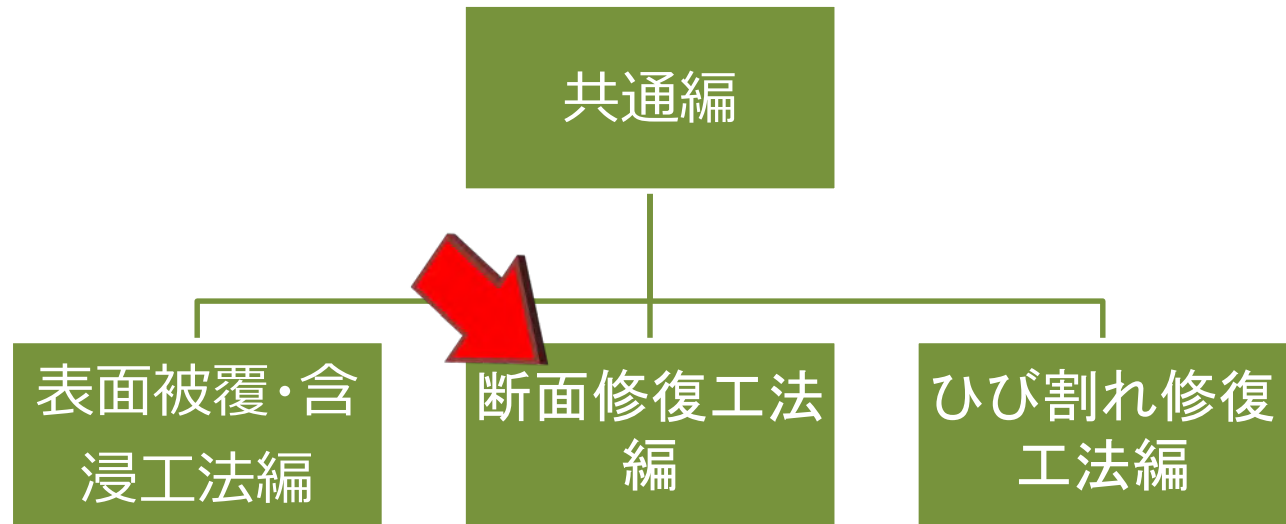 共通編
表面被覆・含
浸工法編
断面修復工法
編
ひび割れ修復
工法編